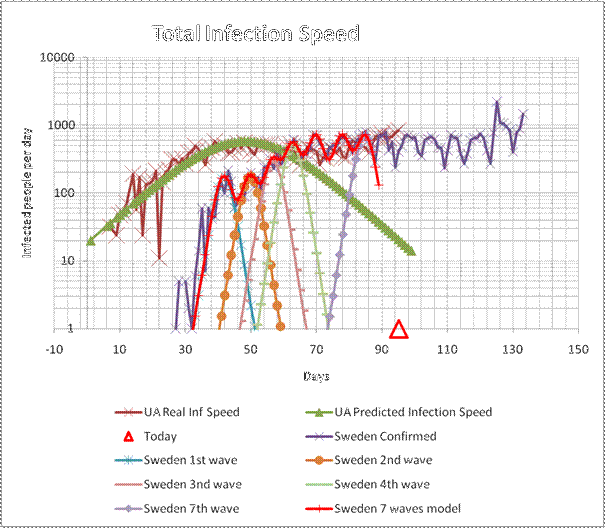 Total Infection Speed
Infected people per day
10000
1000
100
10
1
-10 10 30 50 70 90 110 130 150
Days
UA Real Inf Speed
UA Predicted Infection Speed
Today
Sweden Confirmed
Sweden 1st wave
Sweden 2nd wave
Sweden 3nd wave
Sweden 4th wave
Sweden 7th wave
Sweden 7 waves model